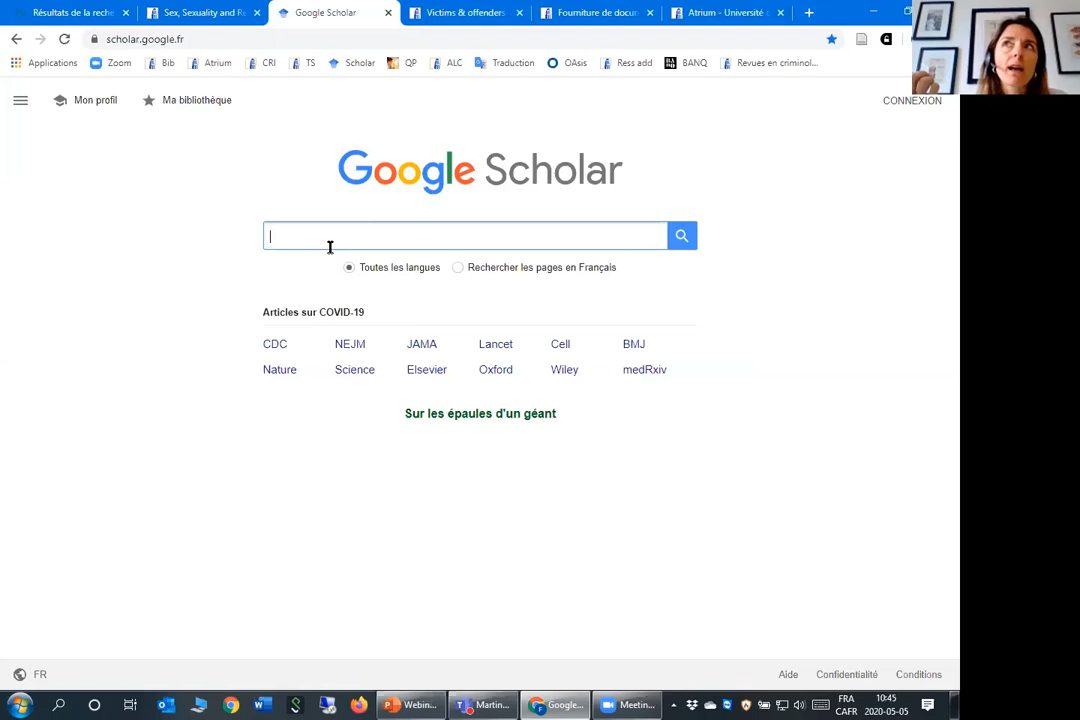 Résultats de la reche
Sex, Sexuality and R
Google Scholar
Victims & offenders
Fourniture de docu
Atrium - Université
scholar.google.fr
Applications Zoom Bib Atrium CRI TS Scholar QP ALC Traduction OAsis Ress add BANQ Revues en criminol...
Mon profil Ma bibliothèque CONNEXION
Google Scholar
Toutes les langues Rechercher les pages en Français
Articles sur COVID-19
CDC NEJM JAMA Lancet Cell BMJ
Nature Science Elsevier Oxford Wiley medRxiv
Sur les épaules d'un géant
FR Aide Confidentialité Conditions
Webin... Martin... Google... Meetin...
FRA 10:45
CAFR 2020-05-05